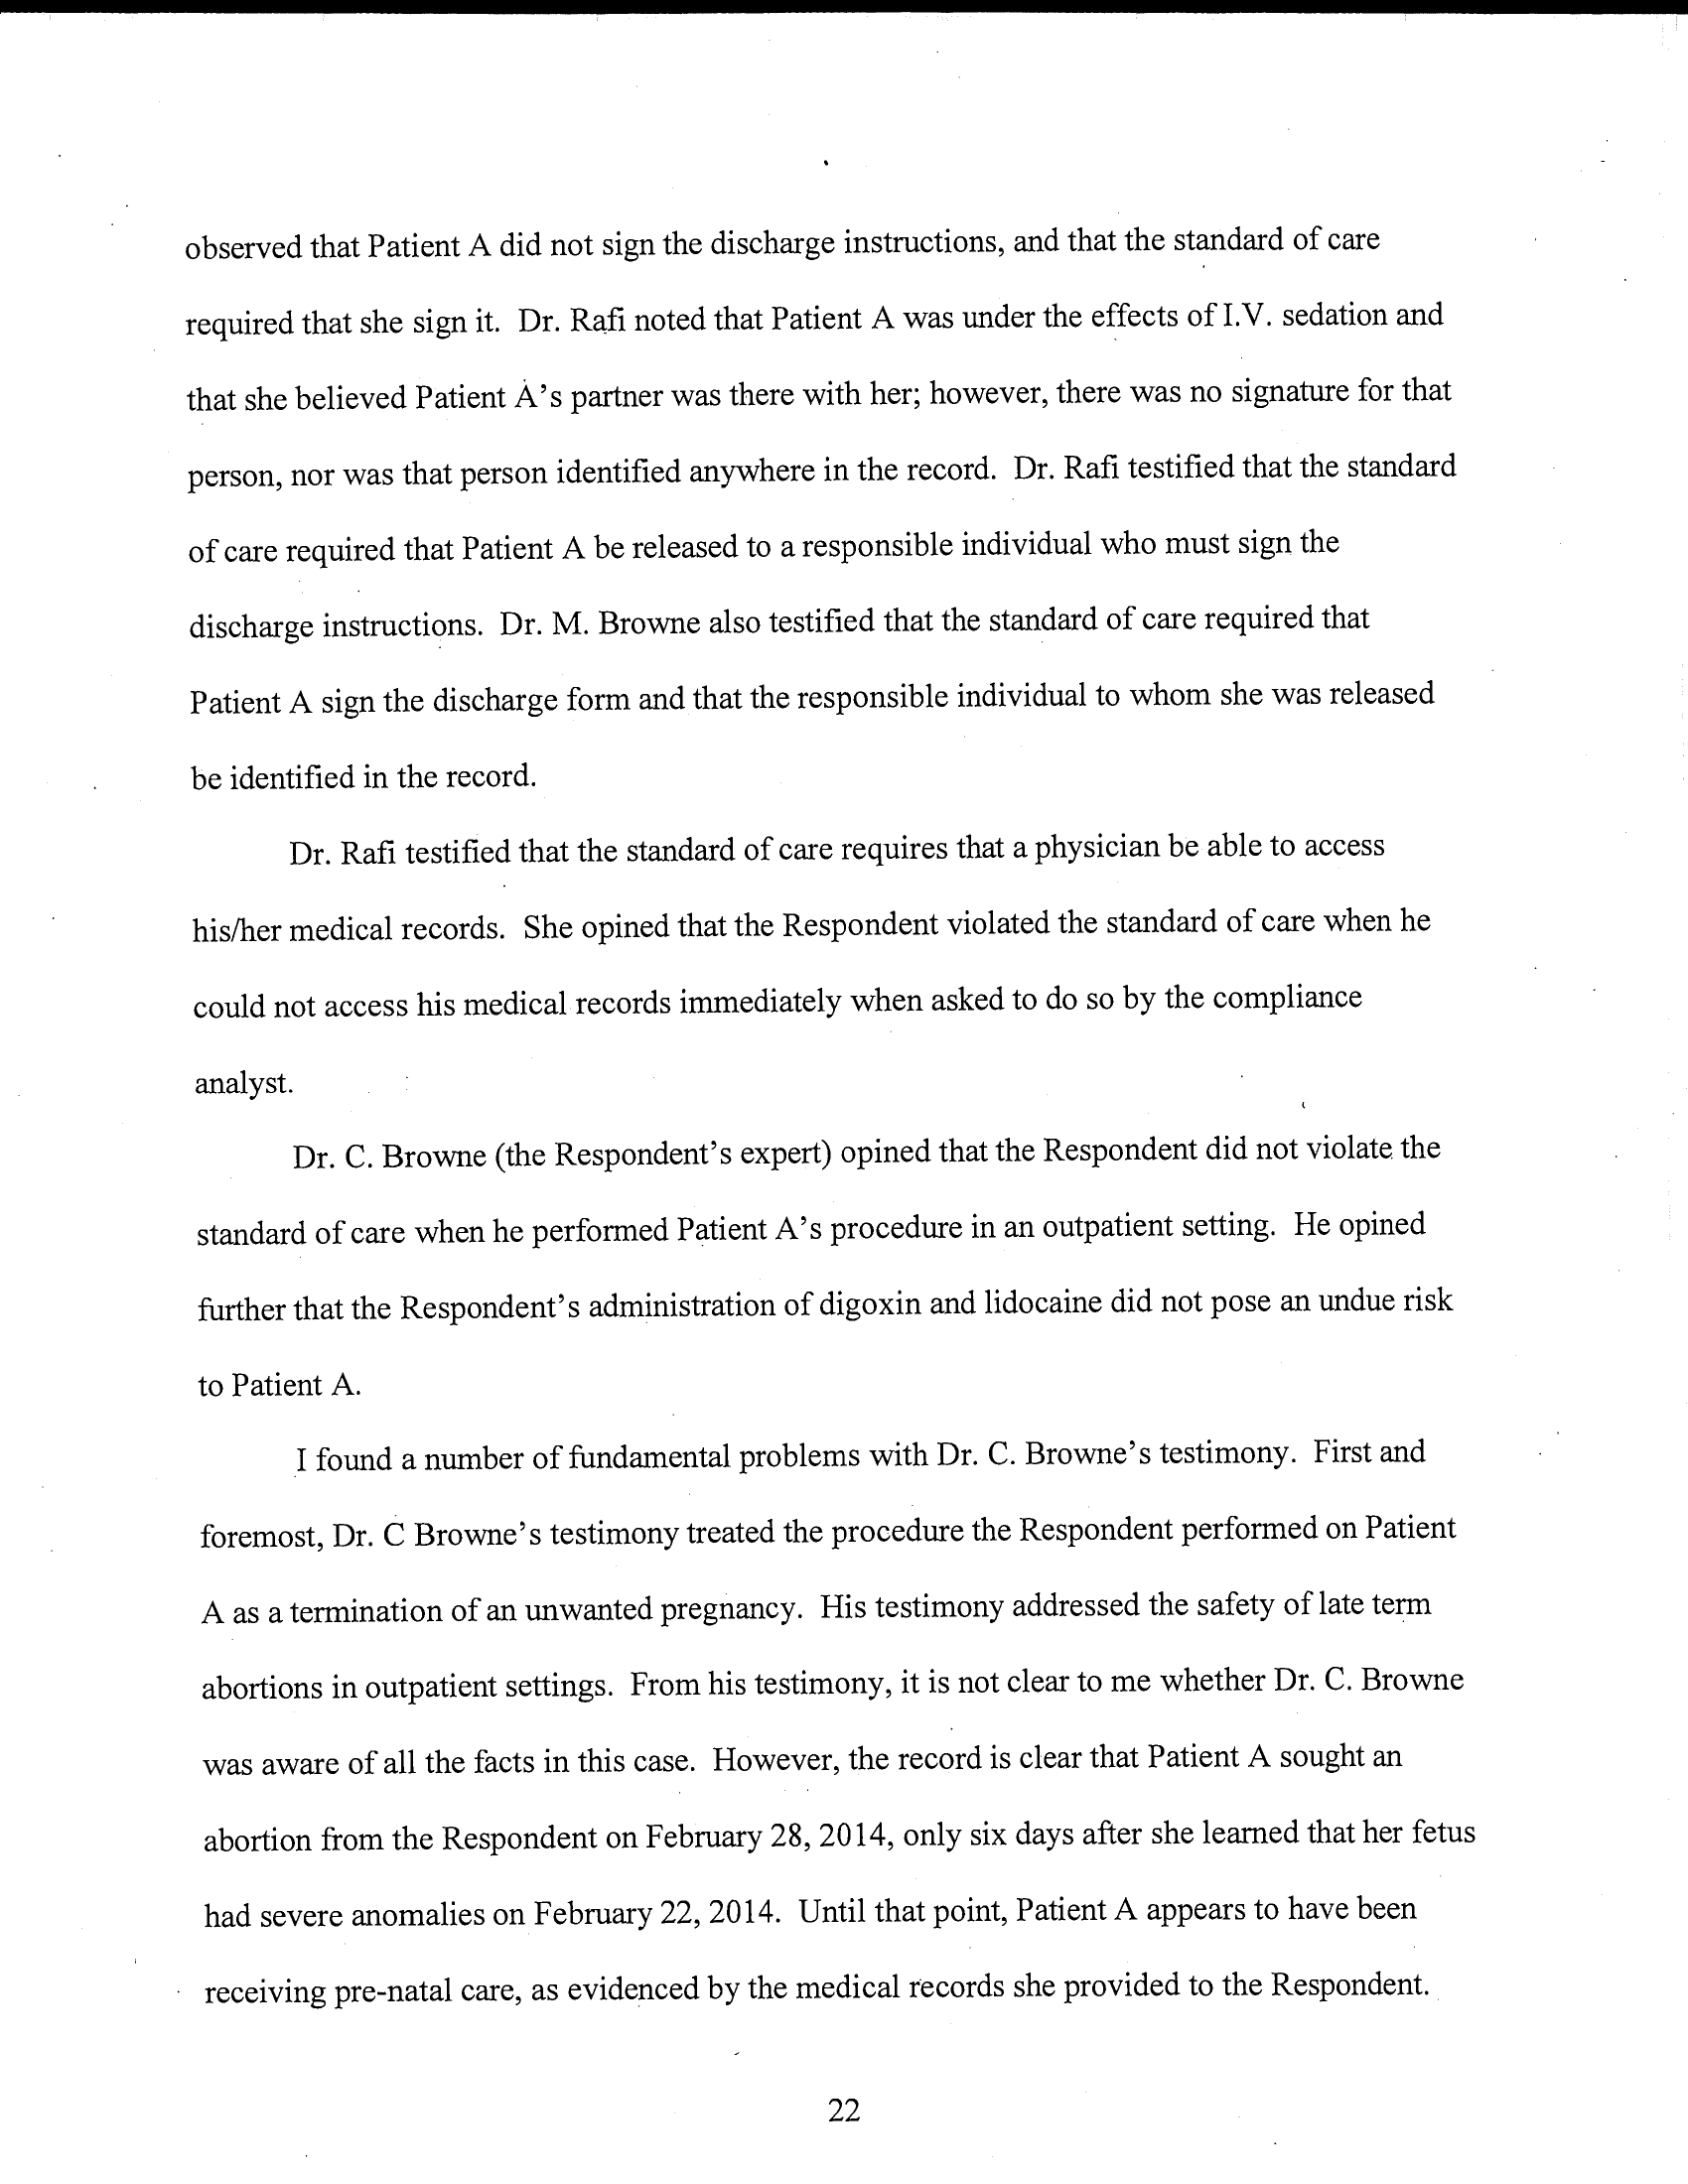 observed that Patient A did not sign the discharge instructions, and that the standard of care
required that she sign it. Dr. Rafi noted that Patient A was under the effects of I.V. sedation and
that she believed Patient A's partner was there with her; however, there was no signature for that
person, nor was that person identified anywhere in the record. Dr. Rafi testified that the standard
of care required that Patient A be released to a responsible individual who must sign the
discharge instructions. Dr. M. Browne also testified that the standard of care required that
Patient A sign the discharge form and that the responsible individual to whom she was released
be identified in the record.
Dr. Rafi testified that the standard of care requires that a physician be able to access
his/her medical records. She opined that the Respondent violated the standard of care when he
could not access his medical records immediately when asked to do so by the compliance
analyst.
Dr. C. Browne (the Respondent's expert) opined that the Respondent did not violate the
standard of care when he performed Patient A's procedure in an outpatient setting. He opined
further that the Respondent's administration of digoxin and lidocaine did not pose an undue risk
to Patient A.
I found a number of fundamental problems with Dr. C. Browne's testimony. First and
foremost, Dr. C Browne's testimony treated the procedure the Respondent performed on Patient
A as a termination of an unwanted pregnancy. His testimony addressed the safety of late term
abortions in outpatient settings. From his testimony, it is not clear to me whether Dr. C. Browne
was aware of all the facts in this case. However, the record is clear that Patient A sought an
abortion from the Respondent on February 28, 2014, only six days after she learned that her fetus
had severe anomalies on February 22, 2014. Until that point, Patient A appears to have been
receiving pre-natal care, as evidenced by the medical records she provided to the Respondent.
22